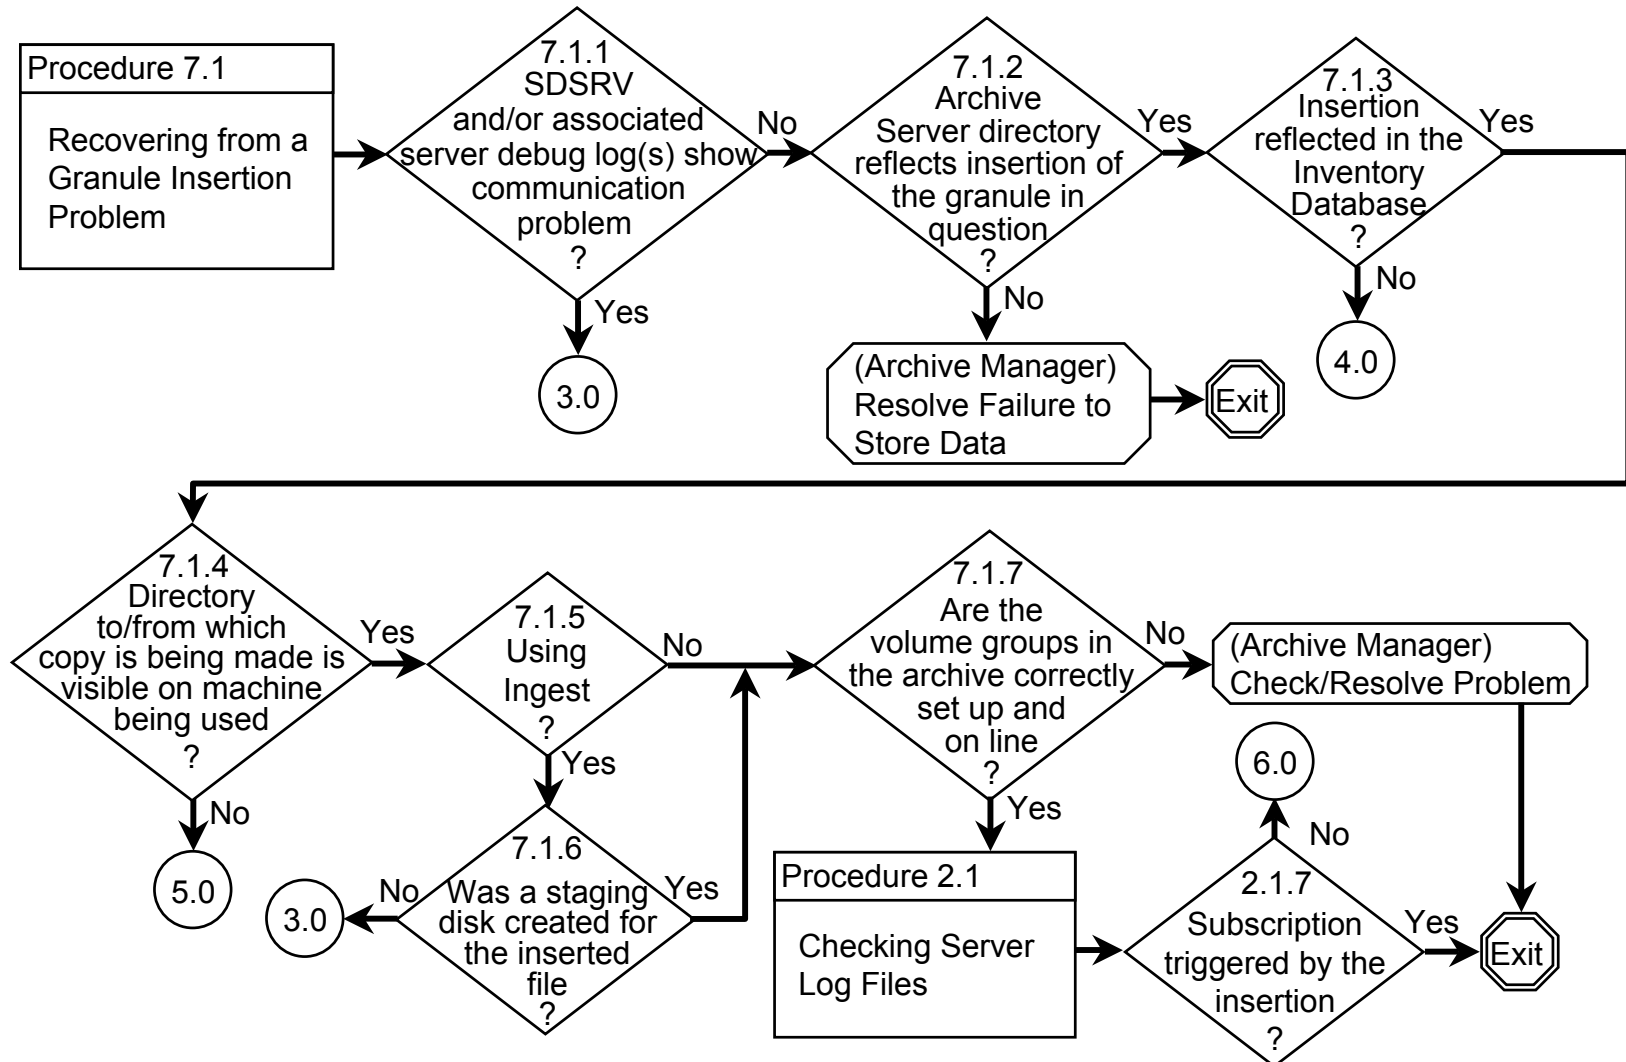 Procedure 7.1
Recovering from a
Granule Insertion
Problem
7.1.1
SDSRV
and/or associated
server debug log(s) show
communication
problem
?
No
Yes
3.0
7.1.2
Archive
Server directory
reflects insertion of
the granule in
question
?
Yes
No
(Archive Manager)
Resolve Failure to
Store Data
Exit
7.1.3
Insertion
reflected in the
Inventory
Database
?
Yes
No
4.0
7.1.4
Directory
to/from which
copy is being made is
visible on machine
being used
?
Yes
No
5.0
7.1.5
Using
Ingest
?
No
Yes
7.1.6
Was a staging
disk created for
the inserted
file
?
No
3.0
Yes
7.1.7
Are the
volume groups in
the archive correctly
set up and
on line
?
No
(Archive Manager)
Check/Resolve Problem
Yes
Procedure 2.1
Checking Server
Log Files
2.1.7
Subscription
triggered by the
insertion
?
No
6.0
Yes
Exit